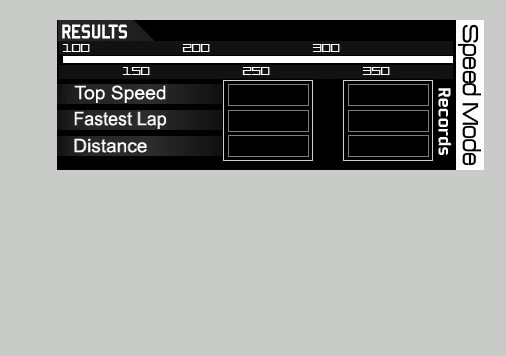 RESULTS
100 200 300
150 250 350
Top Speed
Fastest Lap
Distance
Records
Speed Mode